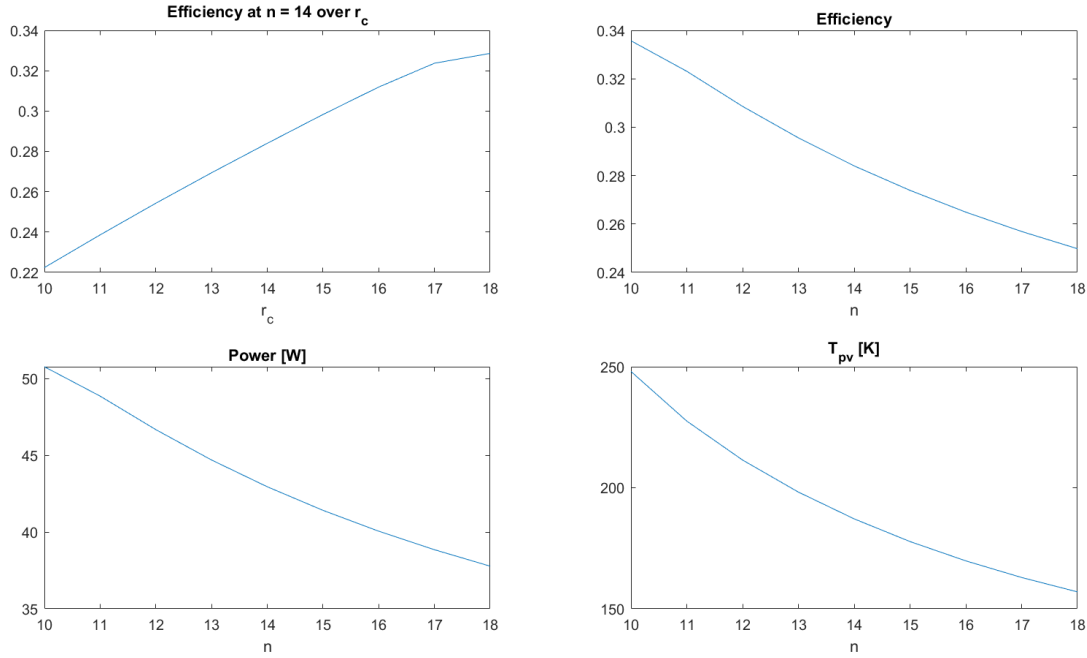 Efficiency at n = 14 over r_c
0.34
0.32
0.3
0.28
0.26
0.24
0.22
10 11 12 13 14 15 16 17 18
r_c
Efficiency
0.34
0.32
0.3
0.28
0.26
0.24
10 11 12 13 14 15 16 17 18
n
Power [W]
50
45
40
35
10 11 12 13 14 15 16 17 18
n
T_pv [K]
250
200
150
10 11 12 13 14 15 16 17 18
n